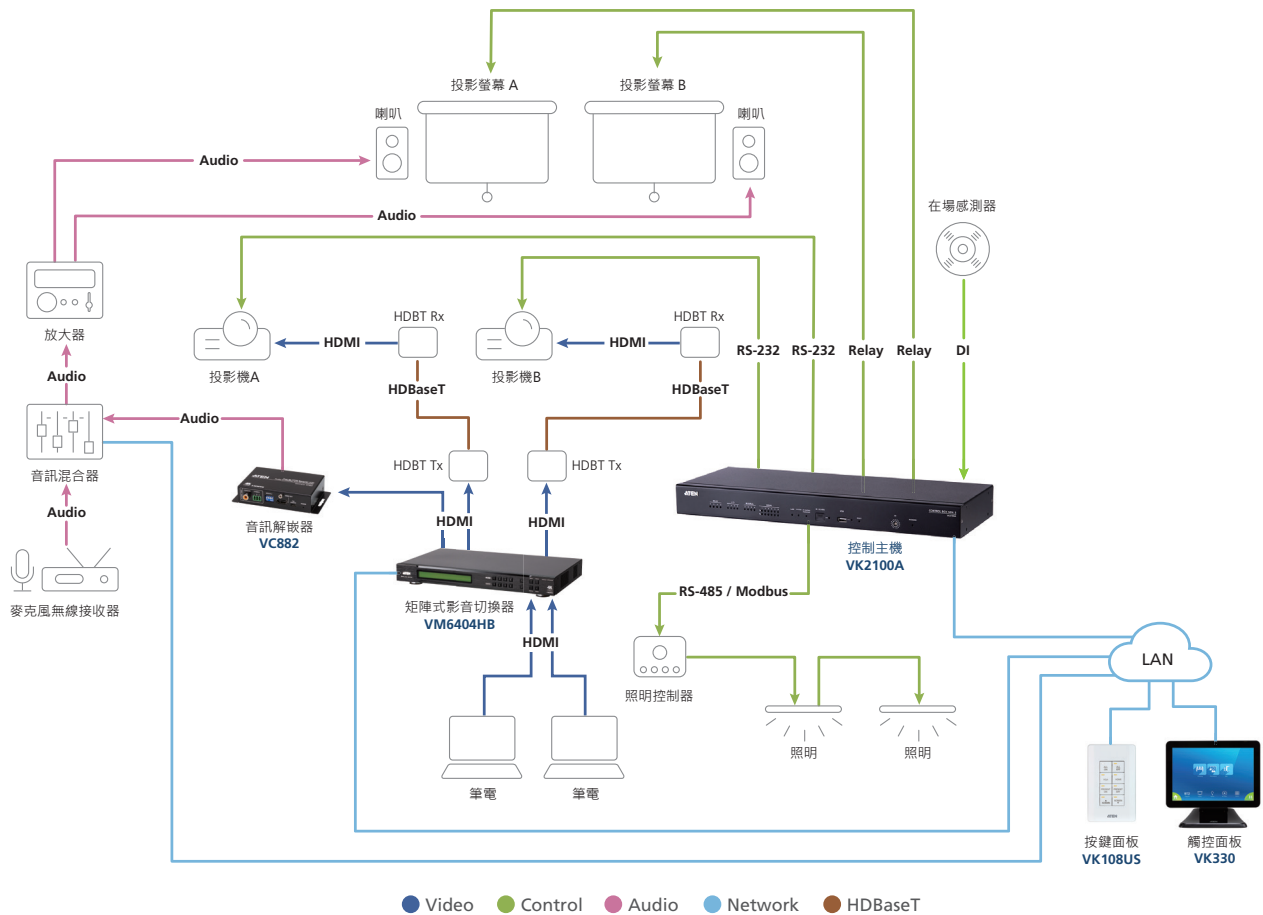 投影螢幕 A
投影螢幕 B
喇叭
喇叭
Audio
Audio
在場感測器
放大器
HDBT Rx
HDBT Rx
HDMI
HDMI
RS-232
RS-232
Relay
Relay
DI
投影機A
投影機B
Audio
HDBaseT
HDBaseT
Audio
音訊混合器
HDBT Tx
HDBT Tx
ATEN
ATEN
Audio
音訊解嵌器
VC882
HDMI
HDMI
控制主機
VK2100A
麥克風無線接收器
矩陣式影音切換器
VM6404HB
RS-485 / Modbus
HDMI
LAN
照明控制器
照明
照明
筆電
筆電
ATEN
按鍵面板
VK108US
觸控面板
VK330
Video
Control
Audio
Network
HDBaseT